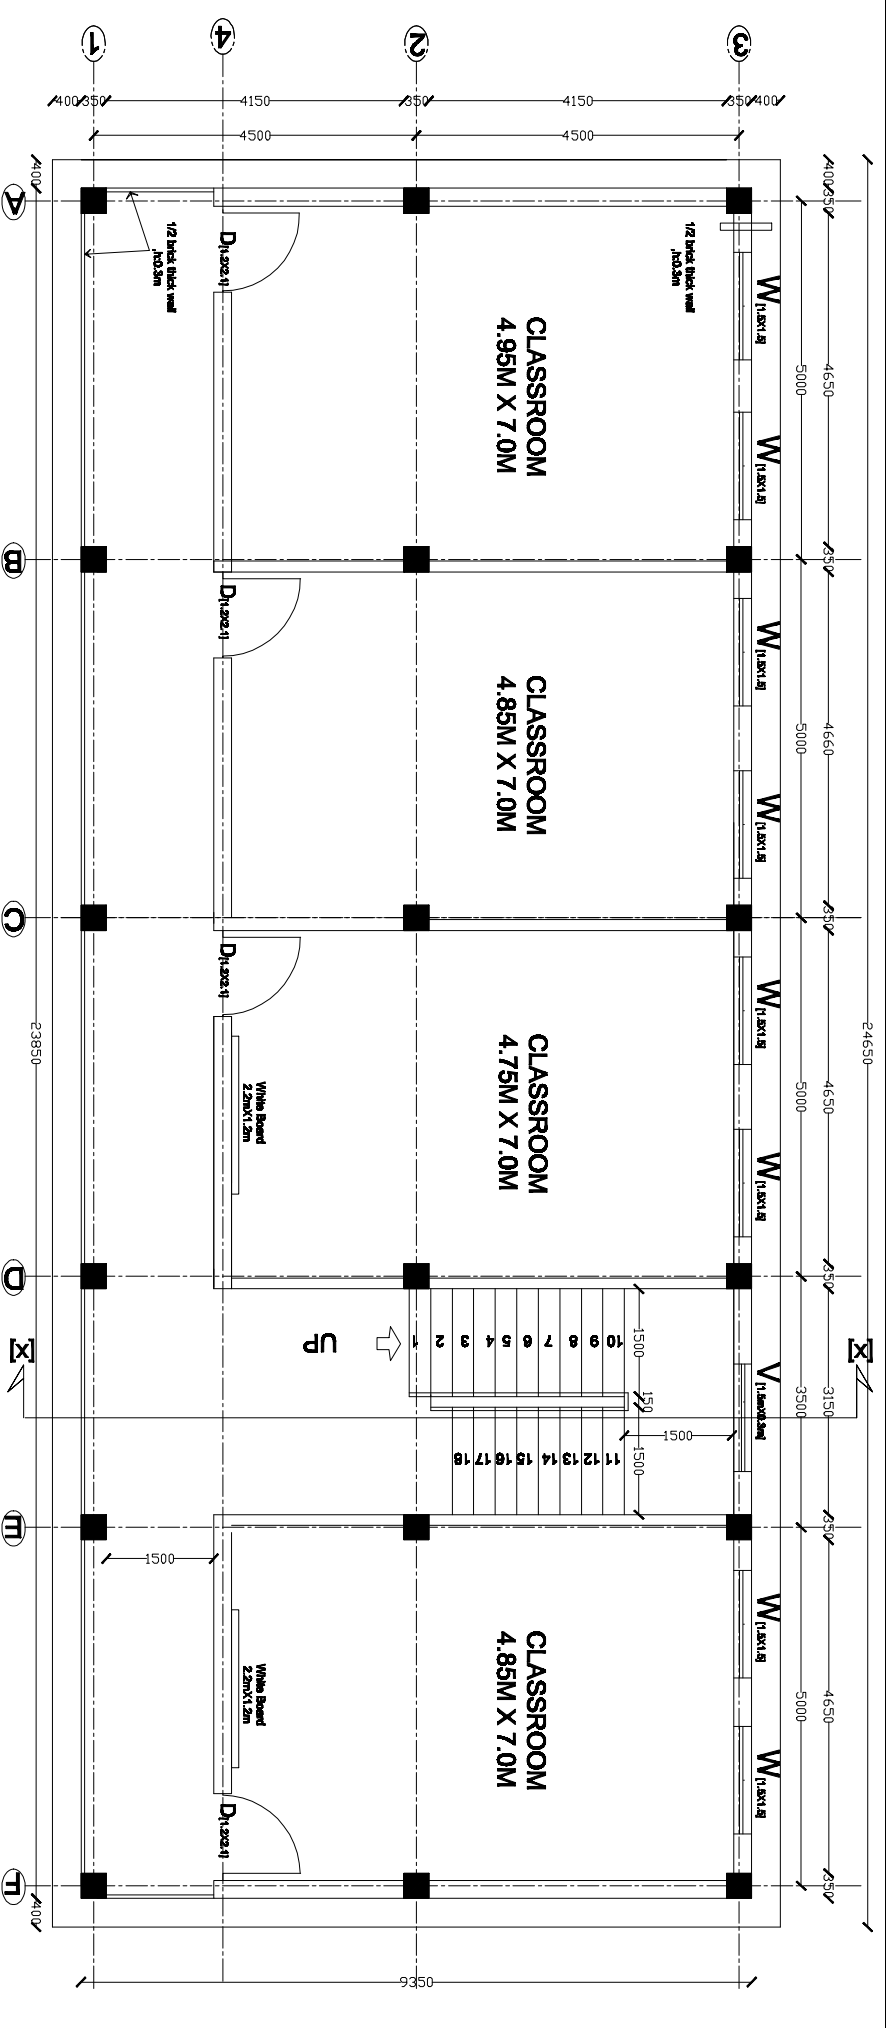 1
4
2
3
400
350
4150
350
4150
350
400
4500
4500
A
B
C
D
E
F
400
23850
400
24650
400
350
4650
350
4660
350
4650
350
3150
350
4650
350
5000
5000
5000
3500
5000
W[1.5X1.5]
W[1.5X1.5]
W[1.5X1.5]
W[1.5X1.5]
W[1.5X1.5]
W[1.5X1.5]
V[1.5mX0.3m]
W[1.5X1.5]
W[1.5X1.5]
1/2 brick thick wall
,h:0.3m
1/2 brick thick wall
,h:0.3m
D[1.2X2.1]
D[1.2X2.1]
D[1.2X2.1]
D[1.2X2.1]
CLASSROOM
4.95M X 7.0M
CLASSROOM
4.85M X 7.0M
CLASSROOM
4.75M X 7.0M
CLASSROOM
4.85M X 7.0M
White Board
2.2mX1.2m
White Board
2.2mX1.2m
UP
1 2 3 4 5 6 7 8 9 10
18 17 16 15 14 13 12 11
1500
150
1500
1500
1500
[X]
[X]
9350